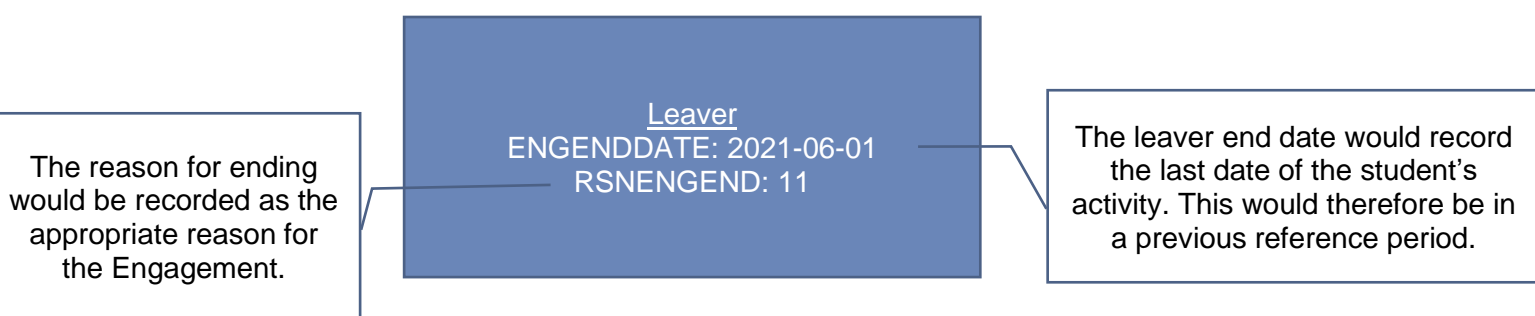 The reason for ending
would be recorded as the
appropriate reason for
the Engagement.
Leaver
ENGENDDATE: 2021-06-01
RSNENGEND: 11
The leaver end date would record
the last date of the student’s
activity. This would therefore be in
a previous reference period.